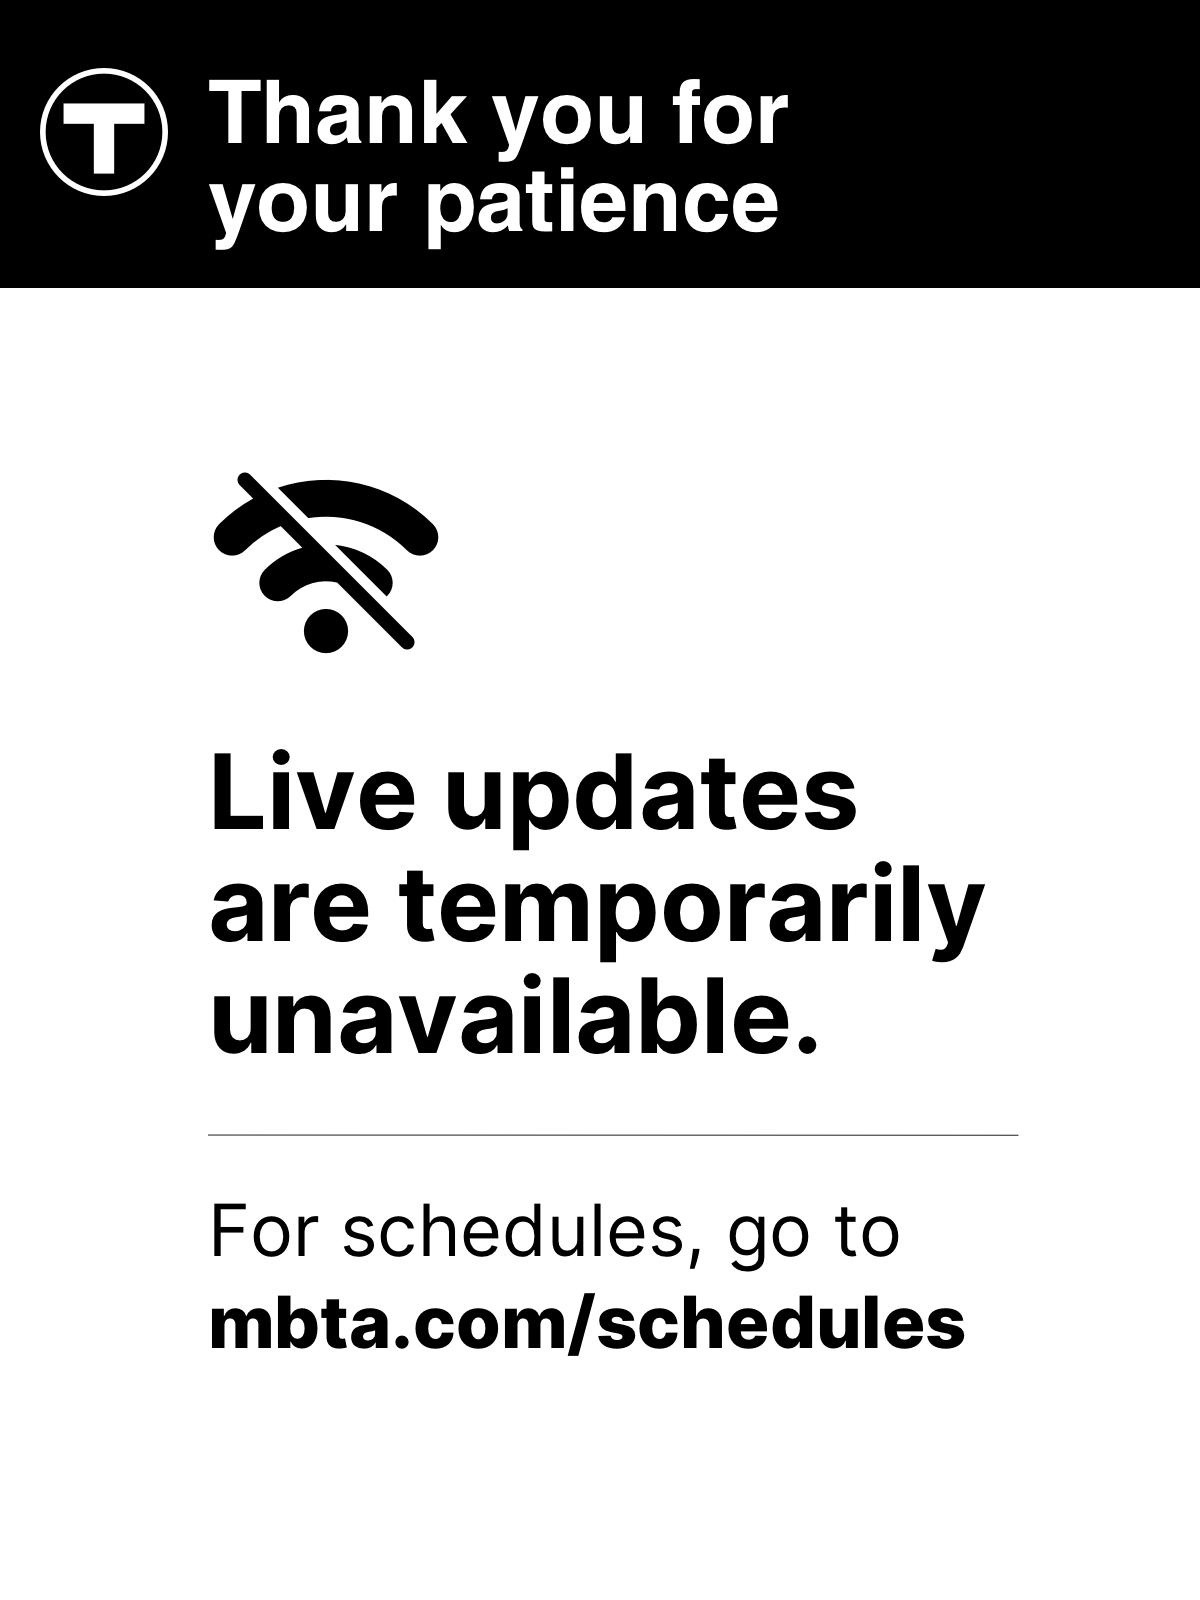 T
Thank you for
your patience
Live updates
are temporarily
unavailable.
For schedules, go to
mbta.com/schedules